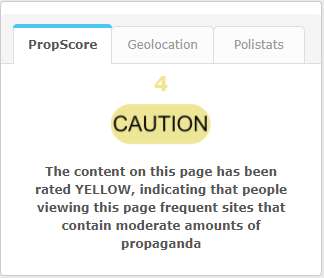 PropScore Geolocation Polistats
4
CAUTION
The content on this page has been
rated YELLOW, indicating that people
viewing this page frequent sites that
contain moderate amounts of
propaganda